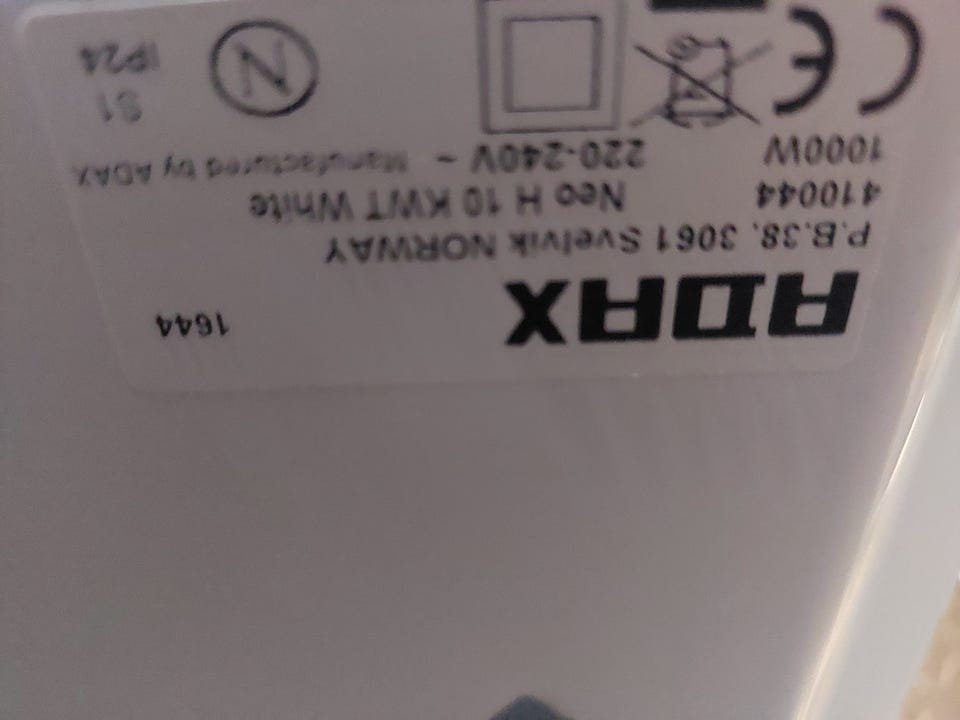 ADAX
1644
P.B.38, 3061 Svelvik NORWAY
410044 Neo H 10 KWT White
1000W 220-240V ~ Manufactured by ADAX
CE
N
S1
IP24